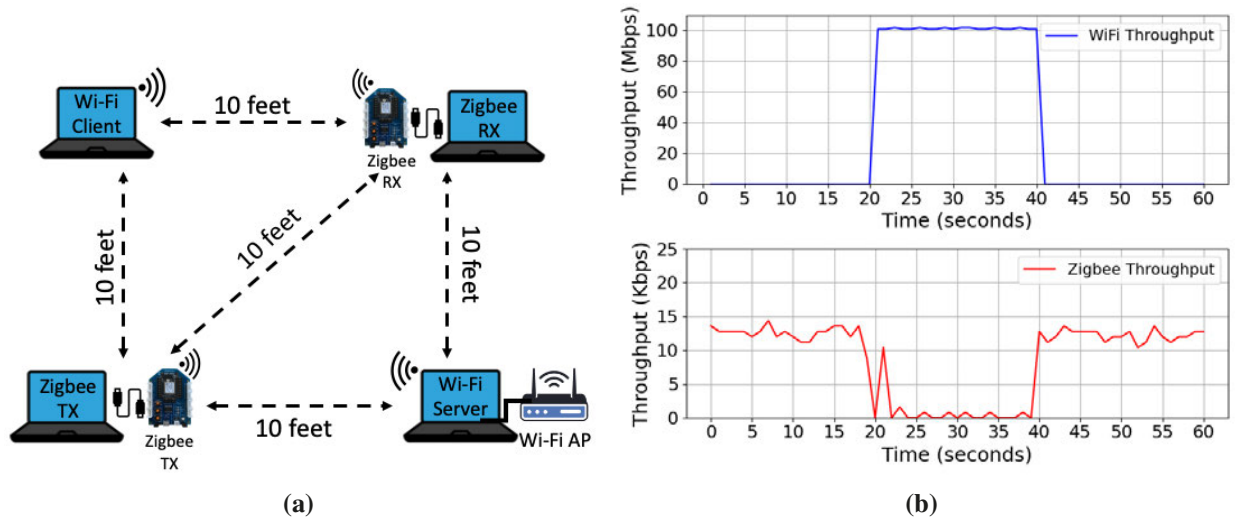 Wi-Fi
Client
10 feet
Zigbee
RX
Zigbee
RX
10 feet
10 feet
10 feet
Zigbee
TX
Zigbee
TX
10 feet
Wi-Fi
Server
Wi-Fi AP
(a)
Throughput (Mbps)
100
80
60
40
20
0
WiFi Throughput
0 5 10 15 20 25 30 35 40 45 50 55 60
Time (seconds)
Throughput (Kbps)
25
20
15
10
5
0
Zigbee Throughput
0 5 10 15 20 25 30 35 40 45 50 55 60
Time (seconds)
(b)